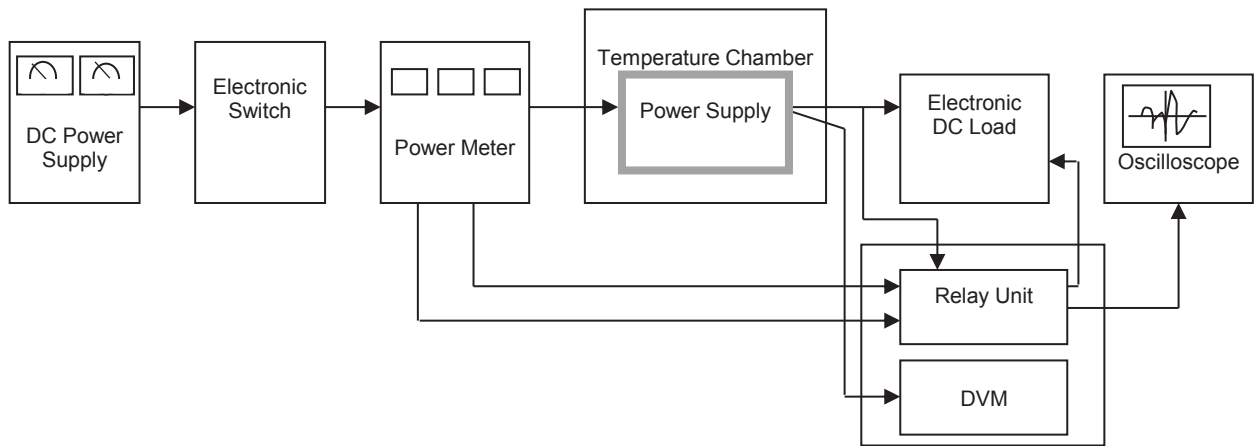 DC Power
Supply
Electronic
Switch
Power Meter
Temperature Chamber
Power Supply
Electronic
DC Load
Oscilloscope
Relay Unit
DVM